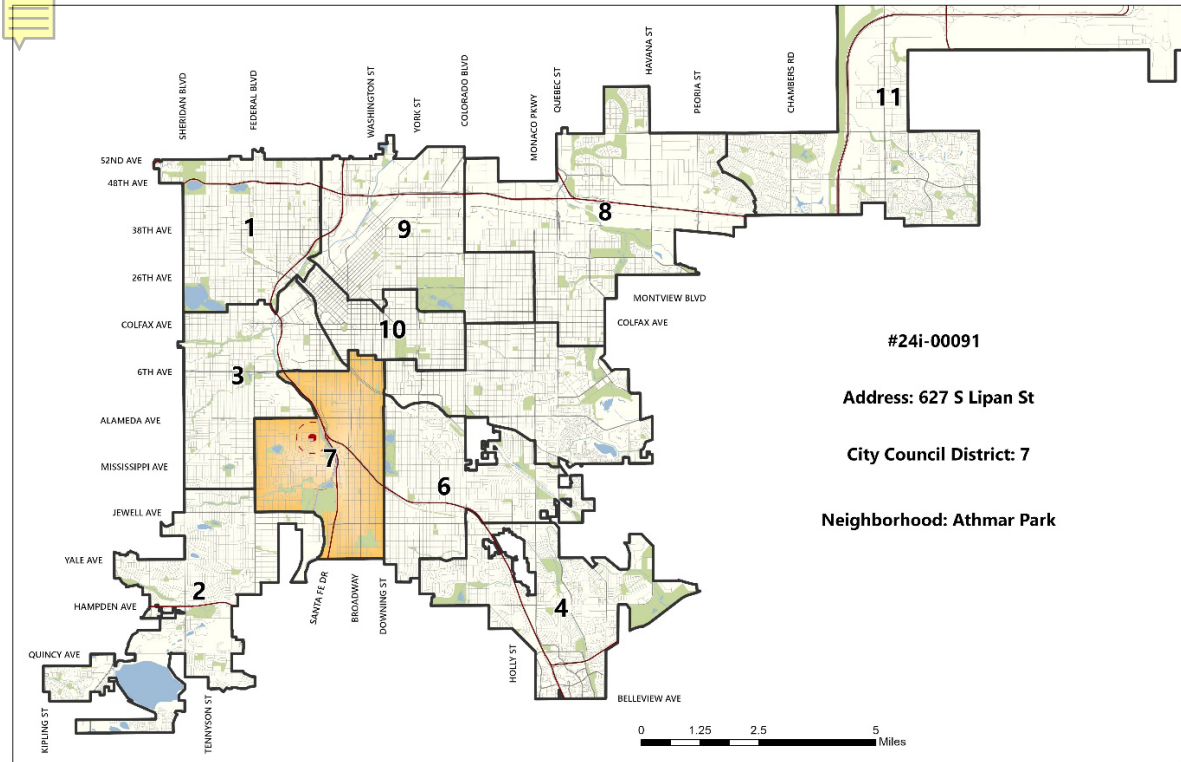 SHERIDAN BLVD
FEDERAL BLVD
WASHINGTON ST
YORK ST
COLORADO BLVD
MONACO PKWY
QUEBEC ST
HAVANA ST
PEORIA ST
CHAMBERS RD
11
52ND AVE
48TH AVE
1
9
8
38TH AVE
26TH AVE
MONTVIEW BLVD
COLFAX AVE
COLFAX AVE
10
#24i-00091
6TH AVE
3
Address: 627 S Lipan St
ALAMEDA AVE
City Council District: 7
7
MISSISSIPPI AVE
6
JEWELL AVE
Neighborhood: Athmar Park
YALE AVE
2
SANTA FE DR
BROADWAY
DOWNING ST
HAMPDEN AVE
4
QUINCY AVE
HOLLY ST
BELLEVIEW AVE
KIPLING ST
TENNYSON ST
0 1.25 2.5 5
Miles